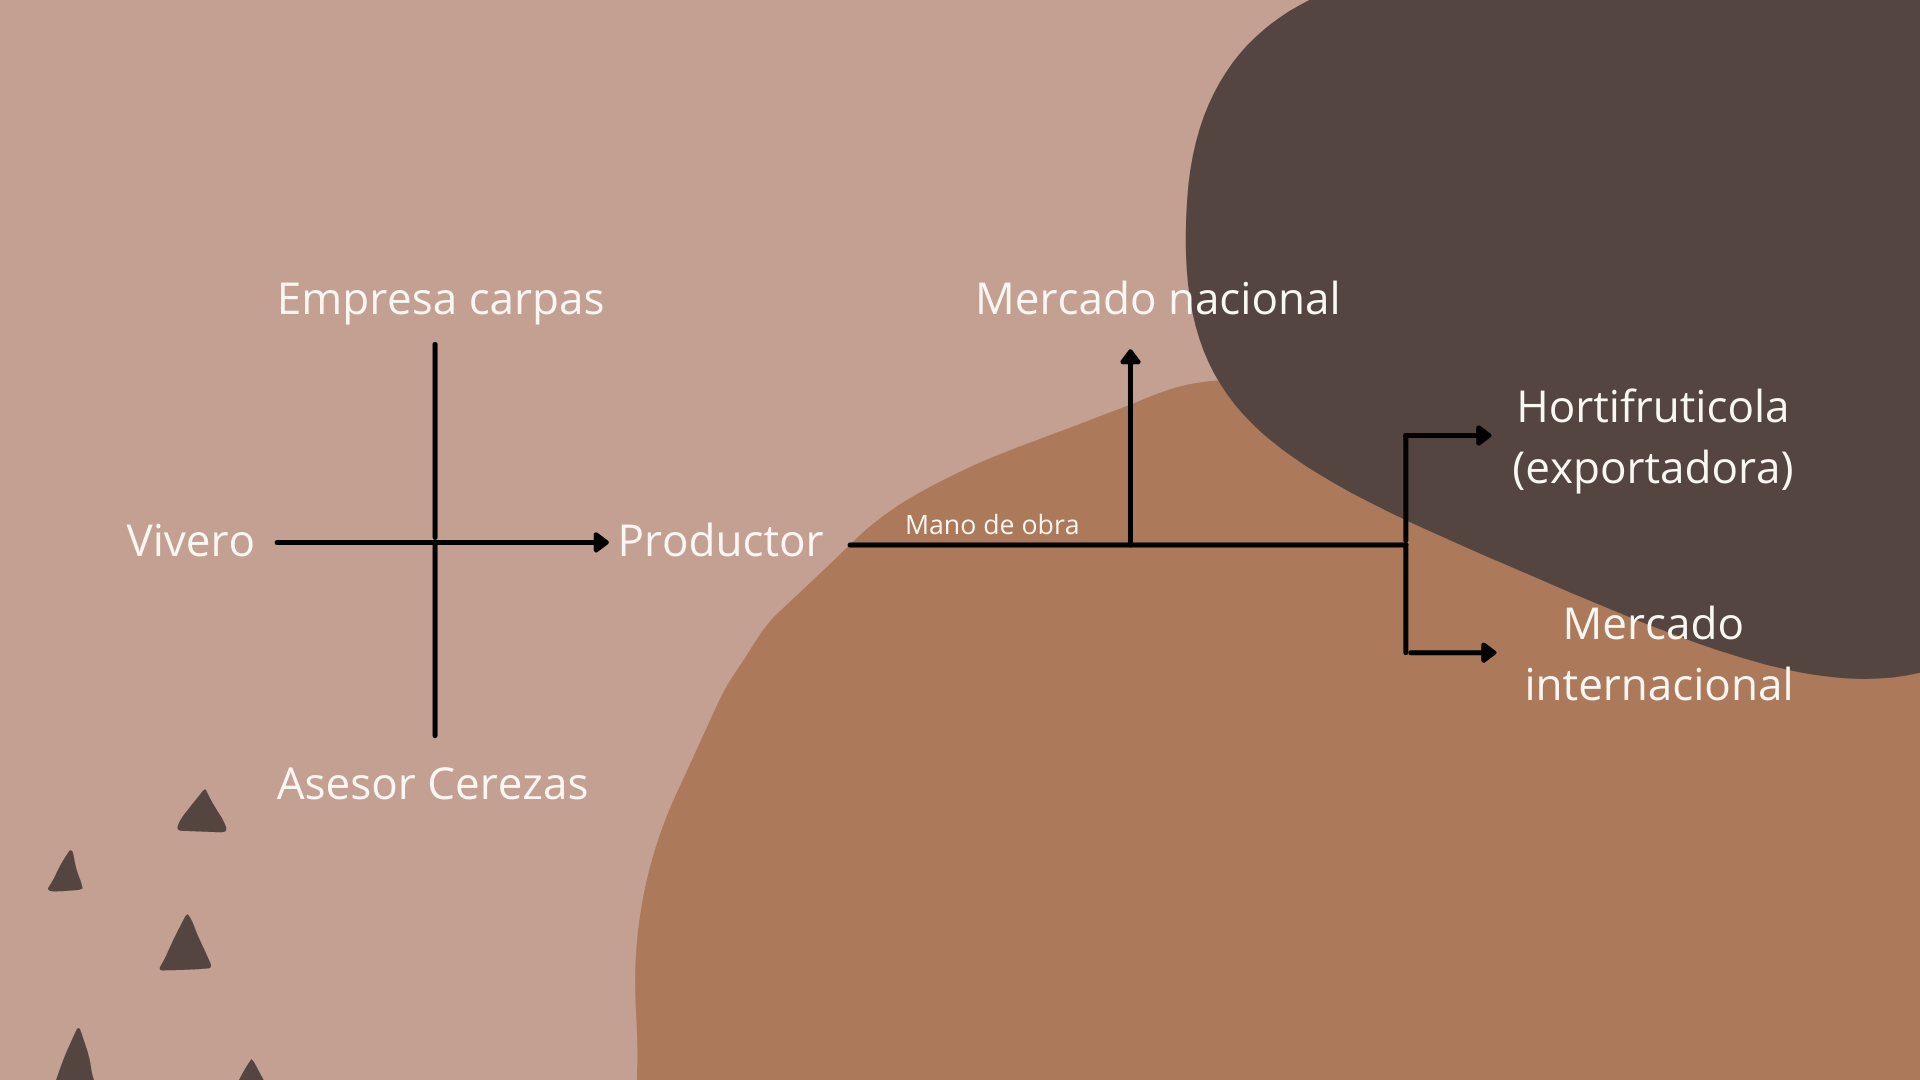 Empresa carpas
Mercado nacional
Hortifruticola
(exportadora)
Vivero
Productor
Mano de obra
Mercado
internacional
Asesor Cerezas